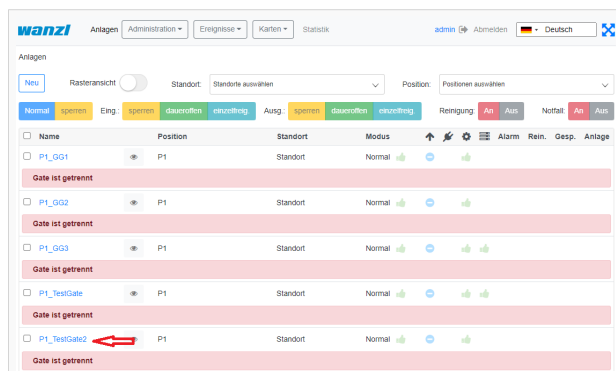 wanzl Anlagen Administration Ereignisse Karten Statistik admin Abmelden Deutsch
Anlagen
Neu Rasteransicht Standort: Standorte auswählen Position: Positionen auswählen
Normal sperren Eing.: sperren daueroffen einzelfreig. Ausg.: sperren daueroffen einzelfreig. Reinigung: An Aus Notfall: An Aus
Name Position Standort Modus Alarm Rein. Gesp. Anlage
P1_GG1 P1 Standort Normal
Gate ist getrennt
P1_GG2 P1 Standort Normal
Gate ist getrennt
P1_GG3 P1 Standort Normal
Gate ist getrennt
P1_TestGate P1 Standort Normal
Gate ist getrennt
P1_TestGate2 P1 Standort Normal
Gate ist getrennt